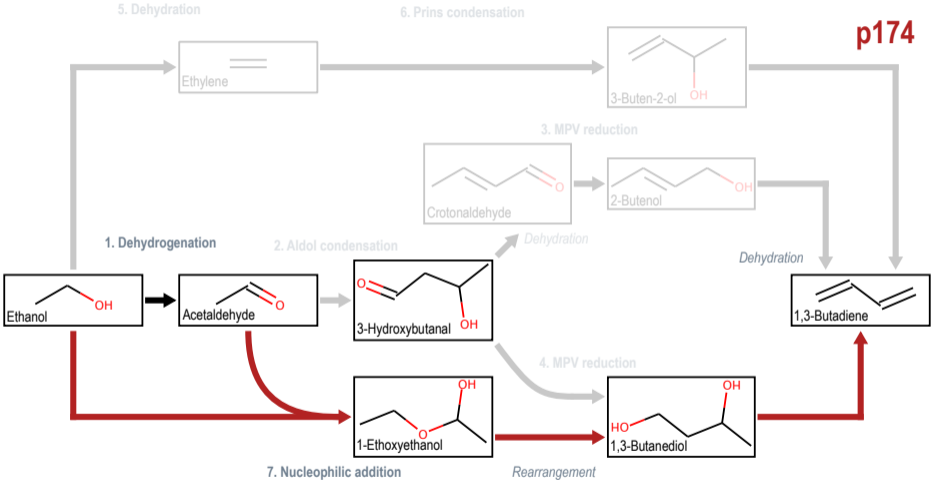 5. Dehydration
6. Prins condensation
p174
Ethylene
OH
3-Buten-2-ol
3. MPV reduction
O
Crotonaldehyde
OH
2-Butenol
1. Dehydrogenation
2. Aldol condensation
Dehydration
Dehydration
OH
Ethanol
O
Acetaldehyde
O
OH
3-Hydroxybutanal
1,3-Butadiene
4. MPV reduction
OH
O
1-Ethoxyethanol
OH
HO
1,3-Butanediol
7. Nucleophilic addition
Rearrangement